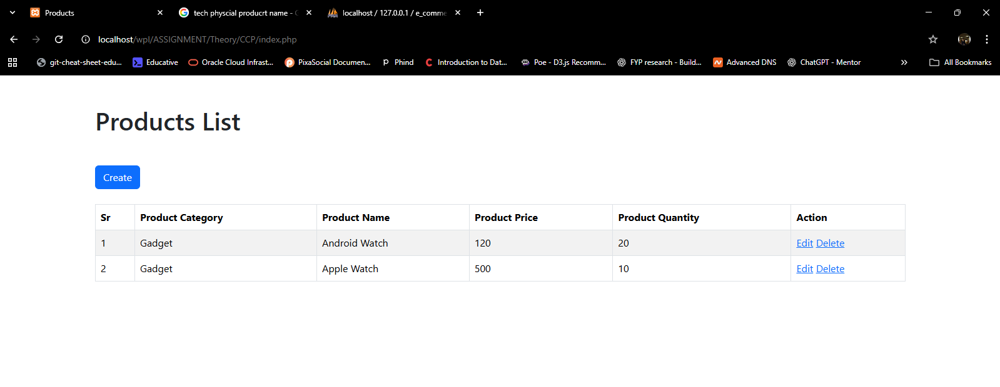 Products
tech physcial producrt name - G
localhost / 127.0.0.1 / e_comme
localhost/wpl/ASSIGNMENT/Theory/CCP/index.php
git-cheat-sheet-edu... Educative Oracle Cloud Infrast... PixaSocial Documen... Phind Introduction to Dat... Poe - D3.js Recomm... FYP research - Build... Advanced DNS ChatGPT - Mentor All Bookmarks
Products List
Create
Sr Product Category Product Name Product Price Product Quantity Action
1 Gadget Android Watch 120 20 Edit Delete
2 Gadget Apple Watch 500 10 Edit Delete